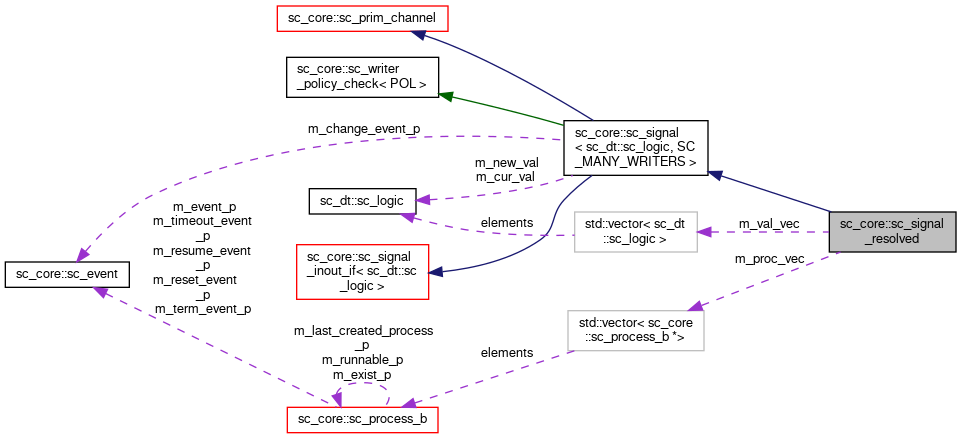 sc_core::sc_prim_channel
sc_core::sc_writer
_policy_check< POL >
m_change_event_p
sc_core::sc_signal
< sc_dt::sc_logic, SC
_MANY_WRITERS >
m_new_val
m_cur_val
sc_dt::sc_logic
elements
std::vector< sc_dt
::sc_logic >
m_val_vec
sc_core::sc_signal
_resolved
m_event_p
m_timeout_event
_p
m_resume_event
_p
m_reset_event
_p
m_term_event_p
sc_core::sc_event
sc_core::sc_signal
_inout_if< sc_dt::sc
_logic >
m_proc_vec
std::vector< sc_core
::sc_process_b *>
elements
m_last_created_process
_p
m_runnable_p
m_exist_p
sc_core::sc_process_b